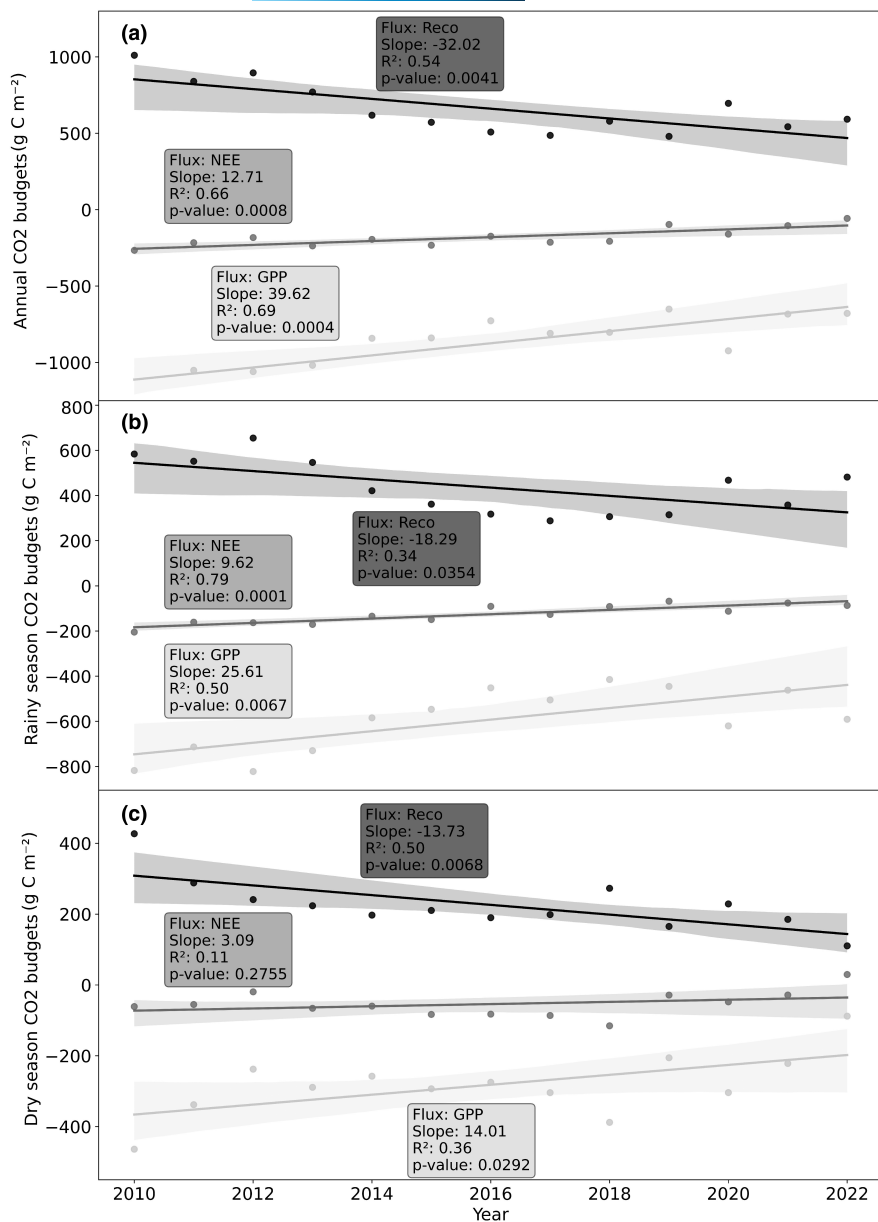 (a)
Flux: Reco
Slope: -32.02
R²: 0.54
p-value: 0.0041
Flux: NEE
Slope: 12.71
R²: 0.66
p-value: 0.0008
Flux: GPP
Slope: 39.62
R²: 0.69
p-value: 0.0004
Annual CO2 budgets(g C m⁻²)
1000
500
0
−500
−1000
(b)
Flux: Reco
Slope: -18.29
R²: 0.34
p-value: 0.0354
Flux: NEE
Slope: 9.62
R²: 0.79
p-value: 0.0001
Flux: GPP
Slope: 25.61
R²: 0.50
p-value: 0.0067
Rainy season CO2 budgets (g C m⁻²)
800
600
400
200
0
−200
−400
−600
−800
(c)
Flux: Reco
Slope: -13.73
R²: 0.50
p-value: 0.0068
Flux: NEE
Slope: 3.09
R²: 0.11
p-value: 0.2755
Flux: GPP
Slope: 14.01
R²: 0.36
p-value: 0.0292
Dry season CO2 budgets (g C m⁻²)
400
200
0
−200
−400
2010 2012 2014 2016 2018 2020 2022
Year